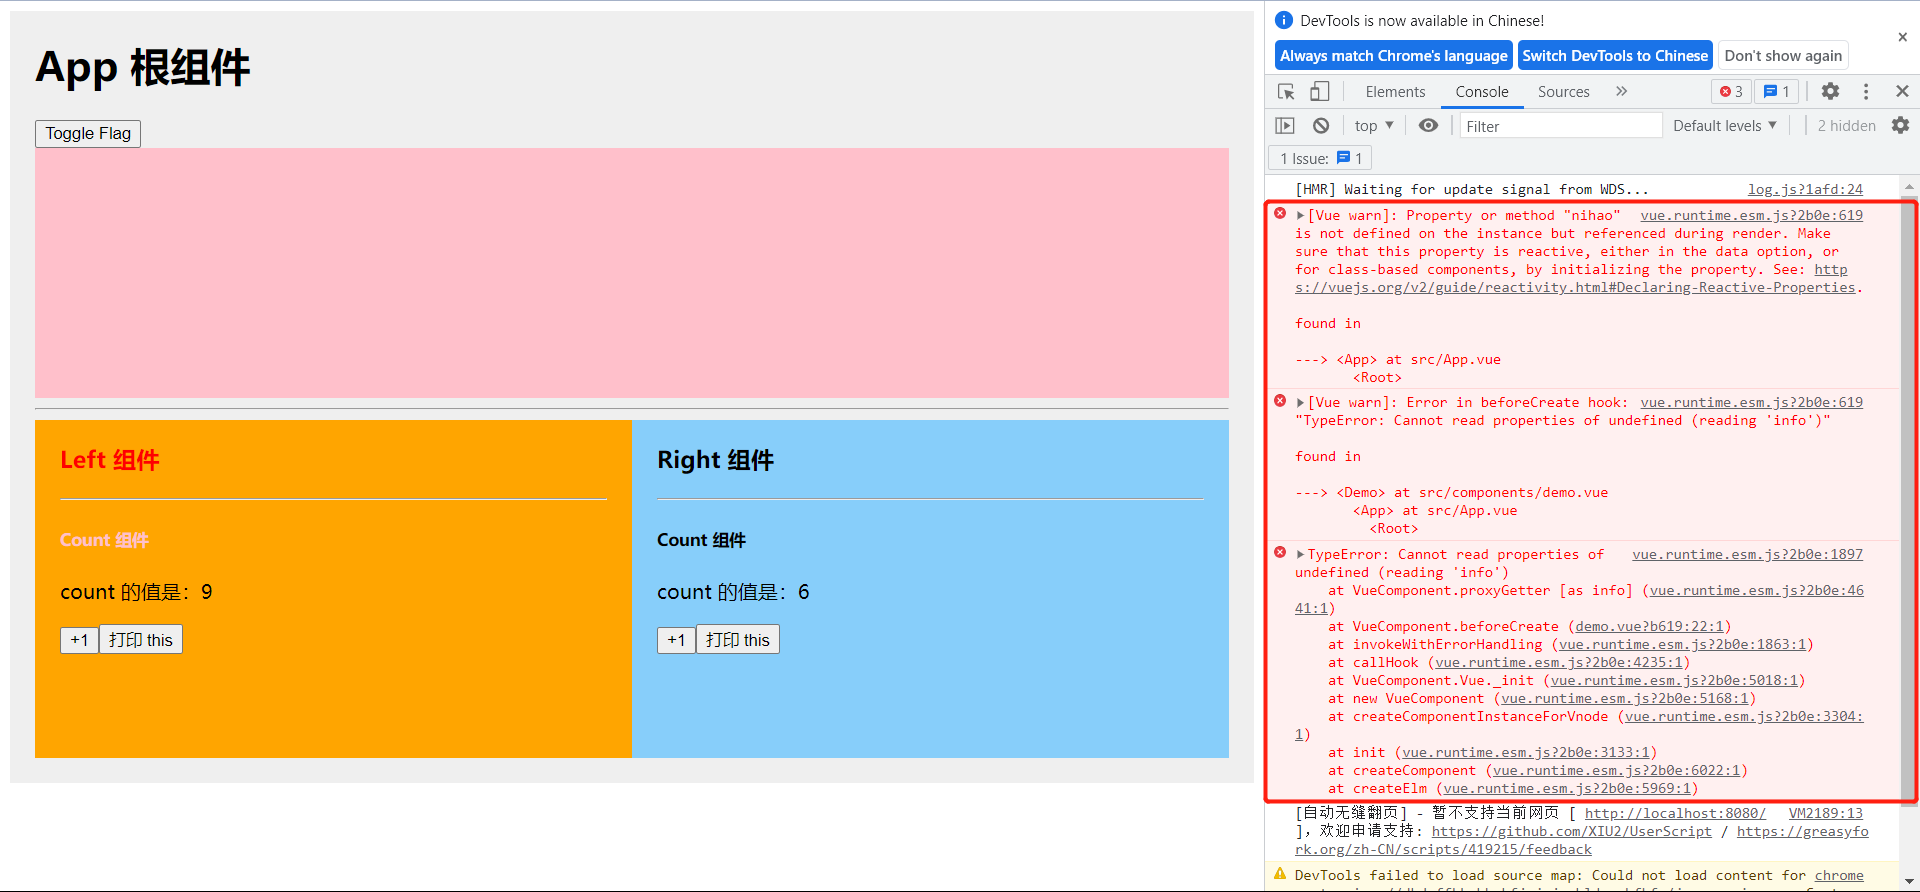 App 根组件
Toggle Flag
Left 组件
Count 组件
count 的值是：9
+1 打印 this
Right 组件
Count 组件
count 的值是：6
+1 打印 this
DevTools is now available in Chinese!
Always match Chrome's language Switch DevTools to Chinese Don't show again
Elements Console Sources 3 1
top Filter Default levels 2 hidden
1 Issue: 1
[HMR] Waiting for update signal from WDS... log.js?1afd:24
[Vue warn]: Property or method "nihao" vue.runtime.esm.js?2b0e:619
is not defined on the instance but referenced during render. Make
sure that this property is reactive, either in the data option, or
for class-based components, by initializing the property. See: http
s://vuejs.org/v2/guide/reactivity.html#Declaring-Reactive-Properties.
found in
---> <App> at src/App.vue
<Root>
[Vue warn]: Error in beforeCreate hook: vue.runtime.esm.js?2b0e:619
"TypeError: Cannot read properties of undefined (reading 'info')"
found in
---> <Demo> at src/components/demo.vue
<App> at src/App.vue
<Root>
TypeError: Cannot read properties of vue.runtime.esm.js?2b0e:1897
undefined (reading 'info')
at VueComponent.proxyGetter [as info] (vue.runtime.esm.js?2b0e:46
41:1)
at VueComponent.beforeCreate (demo.vue?b619:22:1)
at invokeWithErrorHandling (vue.runtime.esm.js?2b0e:1863:1)
at callHook (vue.runtime.esm.js?2b0e:4235:1)
at VueComponent.Vue._init (vue.runtime.esm.js?2b0e:5018:1)
at new VueComponent (vue.runtime.esm.js?2b0e:5168:1)
at createComponentInstanceForVnode (vue.runtime.esm.js?2b0e:3304:
1)
at init (vue.runtime.esm.js?2b0e:3133:1)
at createComponent (vue.runtime.esm.js?2b0e:6022:1)
at createElm (vue.runtime.esm.js?2b0e:5969:1)
[自动无缝翻页] - 暂不支持当前网页 [ http://localhost:8080/ VM2189:13
]，欢迎申请支持: https://github.com/XIU2/UserScript / https://greasyfo
rk.org/zh-CN/scripts/419215/feedback
DevTools failed to load source map: Could not load content for chrome